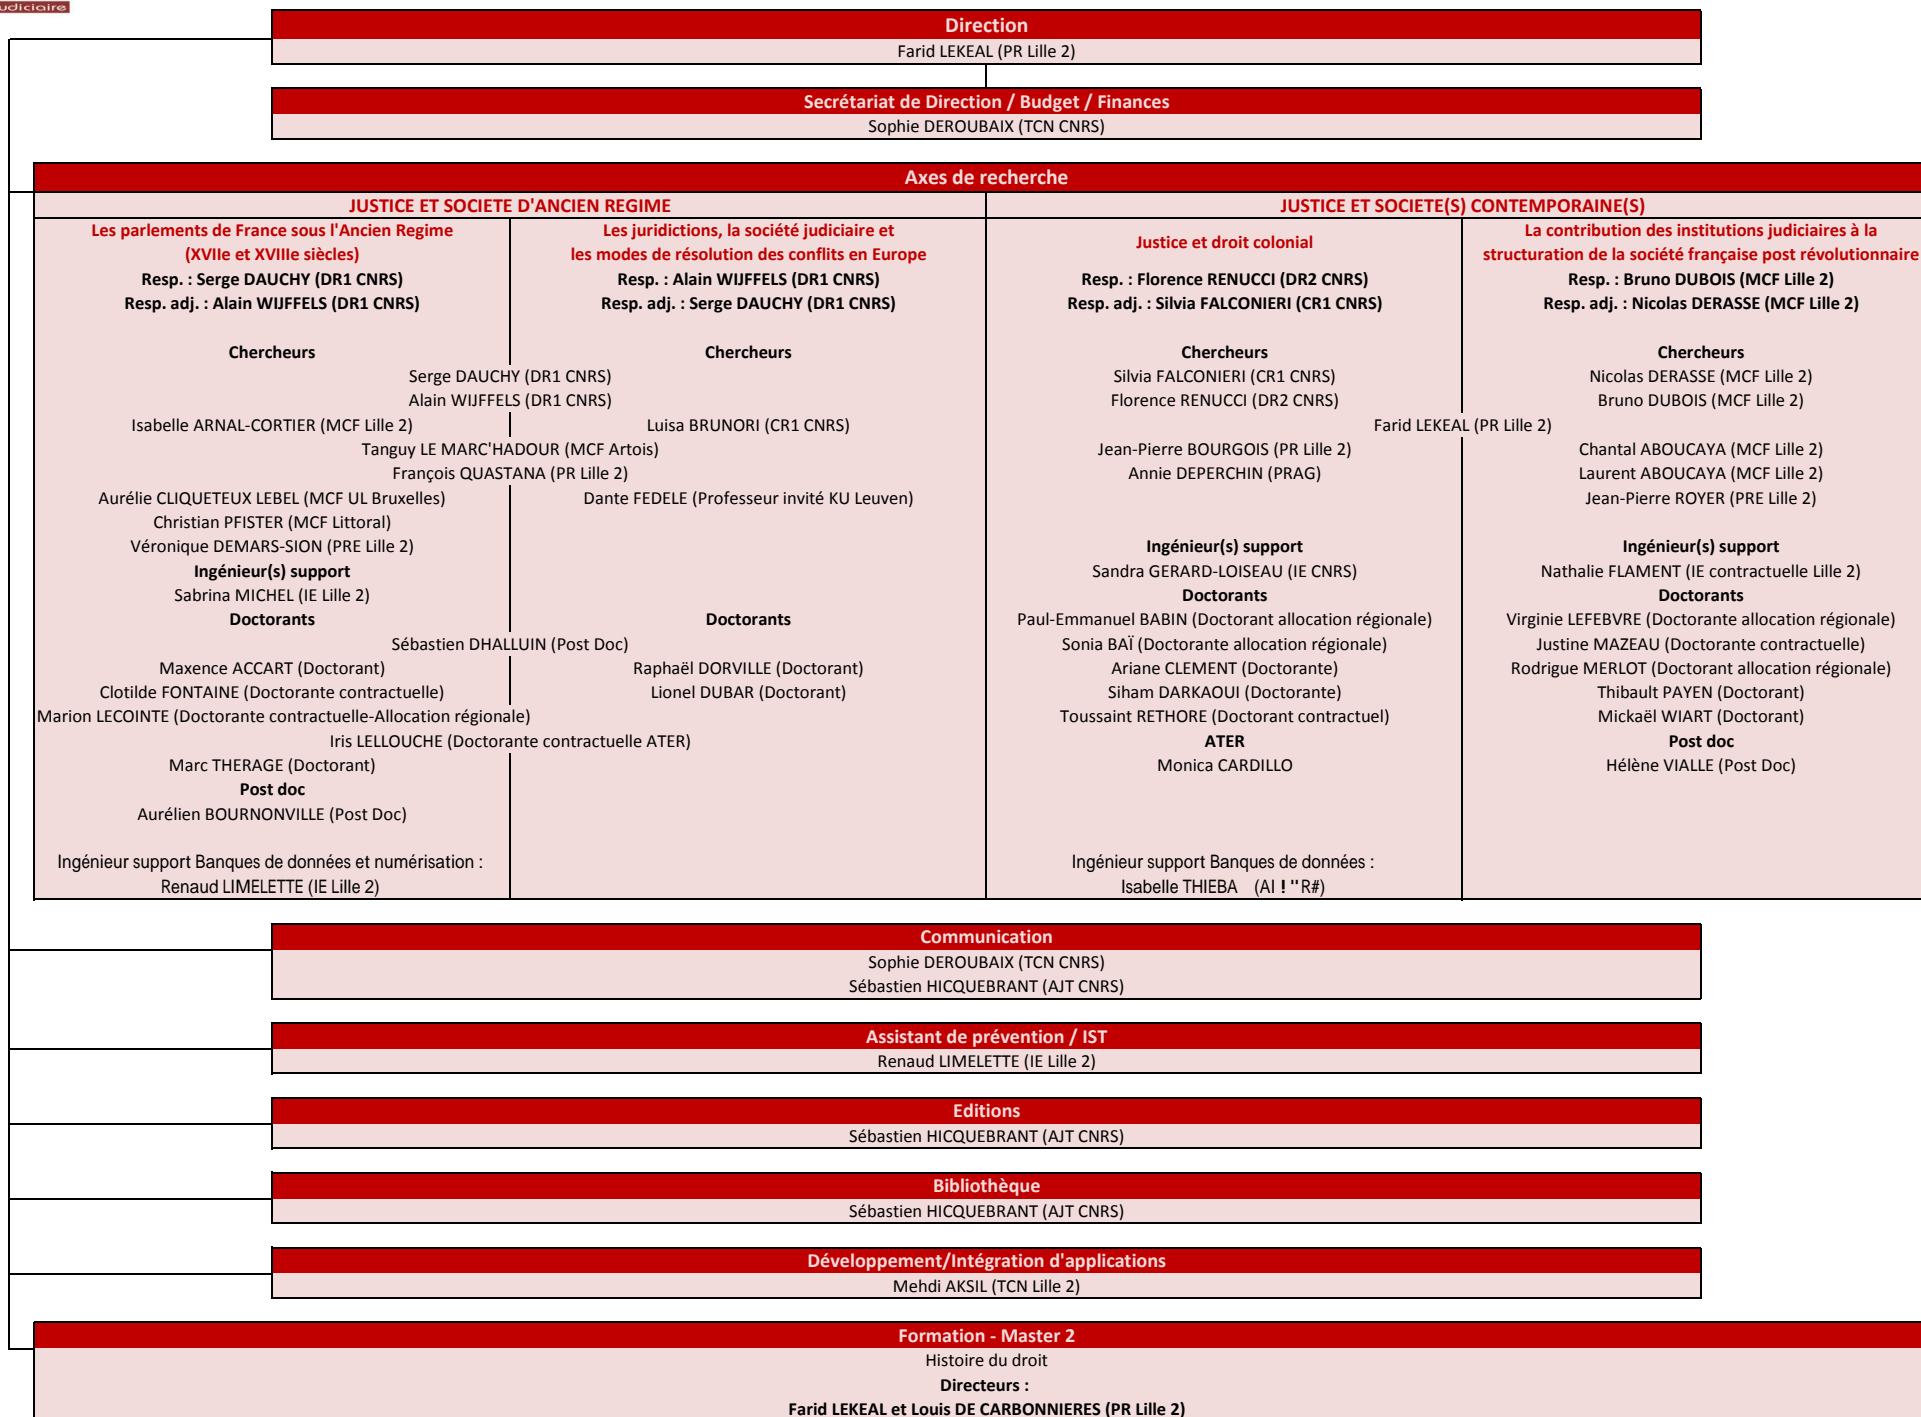 udiciaire
Direction
Farid LEKEAL (PR Lille 2)
Secrétariat de Direction / Budget / Finances
Sophie DEROUBAIX (TCN CNRS)
Axes de recherche
JUSTICE ET SOCIETE D'ANCIEN REGIME
Les parlements de France sous l'Ancien Regime
(XVIIe et XVIIIe siècles)
Resp. : Serge DAUCHY (DR1 CNRS)
Resp. adj. : Alain WIJFFELS (DR1 CNRS)
Les juridictions, la société judiciaire et
les modes de résolution des conflits en Europe
Resp. : Alain WIJFFELS (DR1 CNRS)
Resp. adj. : Serge DAUCHY (DR1 CNRS)
Chercheurs
Chercheurs
Serge DAUCHY (DR1 CNRS)
Alain WIJFFELS (DR1 CNRS)
Isabelle ARNAL-CORTIER (MCF Lille 2)
Luisa BRUNORI (CR1 CNRS)
Tanguy LE MARC'HADOUR (MCF Artois)
François QUASTANA (PR Lille 2)
Aurélie CLIQUETEUX LEBEL (MCF UL Bruxelles)
Dante FEDELE (Professeur invité KU Leuven)
Christian PFISTER (MCF Littoral)
Véronique DEMARS-SION (PRE Lille 2)
Ingénieur(s) support
Sabrina MICHEL (IE Lille 2)
Doctorants
Doctorants
Sébastien DHALLUIN (Post Doc)
Maxence ACCART (Doctorant)
Raphaël DORVILLE (Doctorant)
Clotilde FONTAINE (Doctorante contractuelle)
Lionel DUBAR (Doctorant)
Marion LECOINTE (Doctorante contractuelle-Allocation régionale)
Iris LELLOUCHE (Doctorante contractuelle ATER)
Marc THERAGE (Doctorant)
Post doc
Aurélien BOURNONVILLE (Post Doc)
Ingénieur support Banques de données et numérisation :
Renaud LIMELETTE (IE Lille 2)
JUSTICE ET SOCIETE(S) CONTEMPORAINE(S)
Justice et droit colonial
Resp. : Florence RENUCCI (DR2 CNRS)
Resp. adj. : Silvia FALCONIERI (CR1 CNRS)
La contribution des institutions judiciaires à la
structuration de la société française post révolutionnaire
Resp. : Bruno DUBOIS (MCF Lille 2)
Resp. adj. : Nicolas DERASSE (MCF Lille 2)
Chercheurs
Chercheurs
Silvia FALCONIERI (CR1 CNRS)
Nicolas DERASSE (MCF Lille 2)
Florence RENUCCI (DR2 CNRS)
Bruno DUBOIS (MCF Lille 2)
Farid LEKEAL (PR Lille 2)
Jean-Pierre BOURGOIS (PR Lille 2)
Chantal ABOUCAYA (MCF Lille 2)
Annie DEPERCHIN (PRAG)
Laurent ABOUCAYA (MCF Lille 2)
Jean-Pierre ROYER (PRE Lille 2)
Ingénieur(s) support
Ingénieur(s) support
Sandra GERARD-LOISEAU (IE CNRS)
Nathalie FLAMENT (IE contractuelle Lille 2)
Doctorants
Doctorants
Paul-Emmanuel BABIN (Doctorant allocation régionale)
Virginie LEFEBVRE (Doctorante allocation régionale)
Sonia BAÏ (Doctorante allocation régionale)
Justine MAZEAU (Doctorante contractuelle)
Ariane CLEMENT (Doctorante)
Rodrigue MERLOT (Doctorant allocation régionale)
Siham DARKAOUI (Doctorante)
Thibault PAYEN (Doctorant)
Toussaint RETHORE (Doctorant contractuel)
Mickaël WIART (Doctorant)
ATER
Post doc
Monica CARDILLO
Hélène VIALLE (Post Doc)
Ingénieur support Banques de données :
Isabelle THIEBA (AI ! "R#)
Communication
Sophie DEROUBAIX (TCN CNRS)
Sébastien HICQUEBRANT (AJT CNRS)
Assistant de prévention / IST
Renaud LIMELETTE (IE Lille 2)
Editions
Sébastien HICQUEBRANT (AJT CNRS)
Bibliothèque
Sébastien HICQUEBRANT (AJT CNRS)
Développement/Intégration d'applications
Mehdi AKSIL (TCN Lille 2)
Formation - Master 2
Histoire du droit
Directeurs :
Farid LEKEAL et Louis DE CARBONNIERES (PR Lille 2)